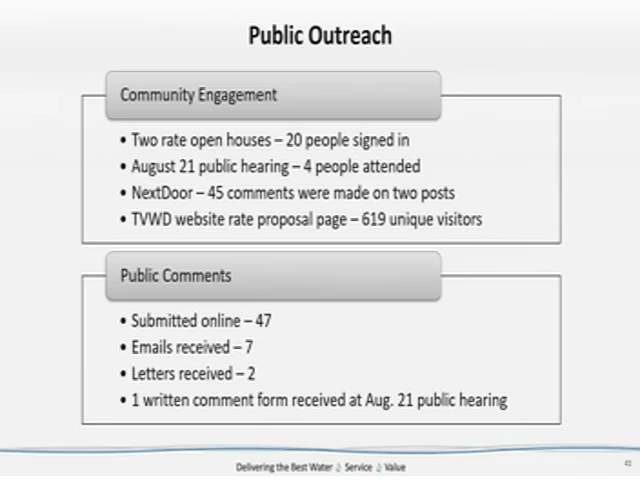 Public Outreach
Community Engagement
• Two rate open houses – 20 people signed in
• August 21 public hearing – 4 people attended
• NextDoor – 45 comments were made on two posts
• TVWD website rate proposal page – 619 unique visitors
Public Comments
• Submitted online – 47
• Emails received – 7
• Letters received – 2
• 1 written comment form received at Aug. 21 public hearing
Delivering the Best Water Service Value